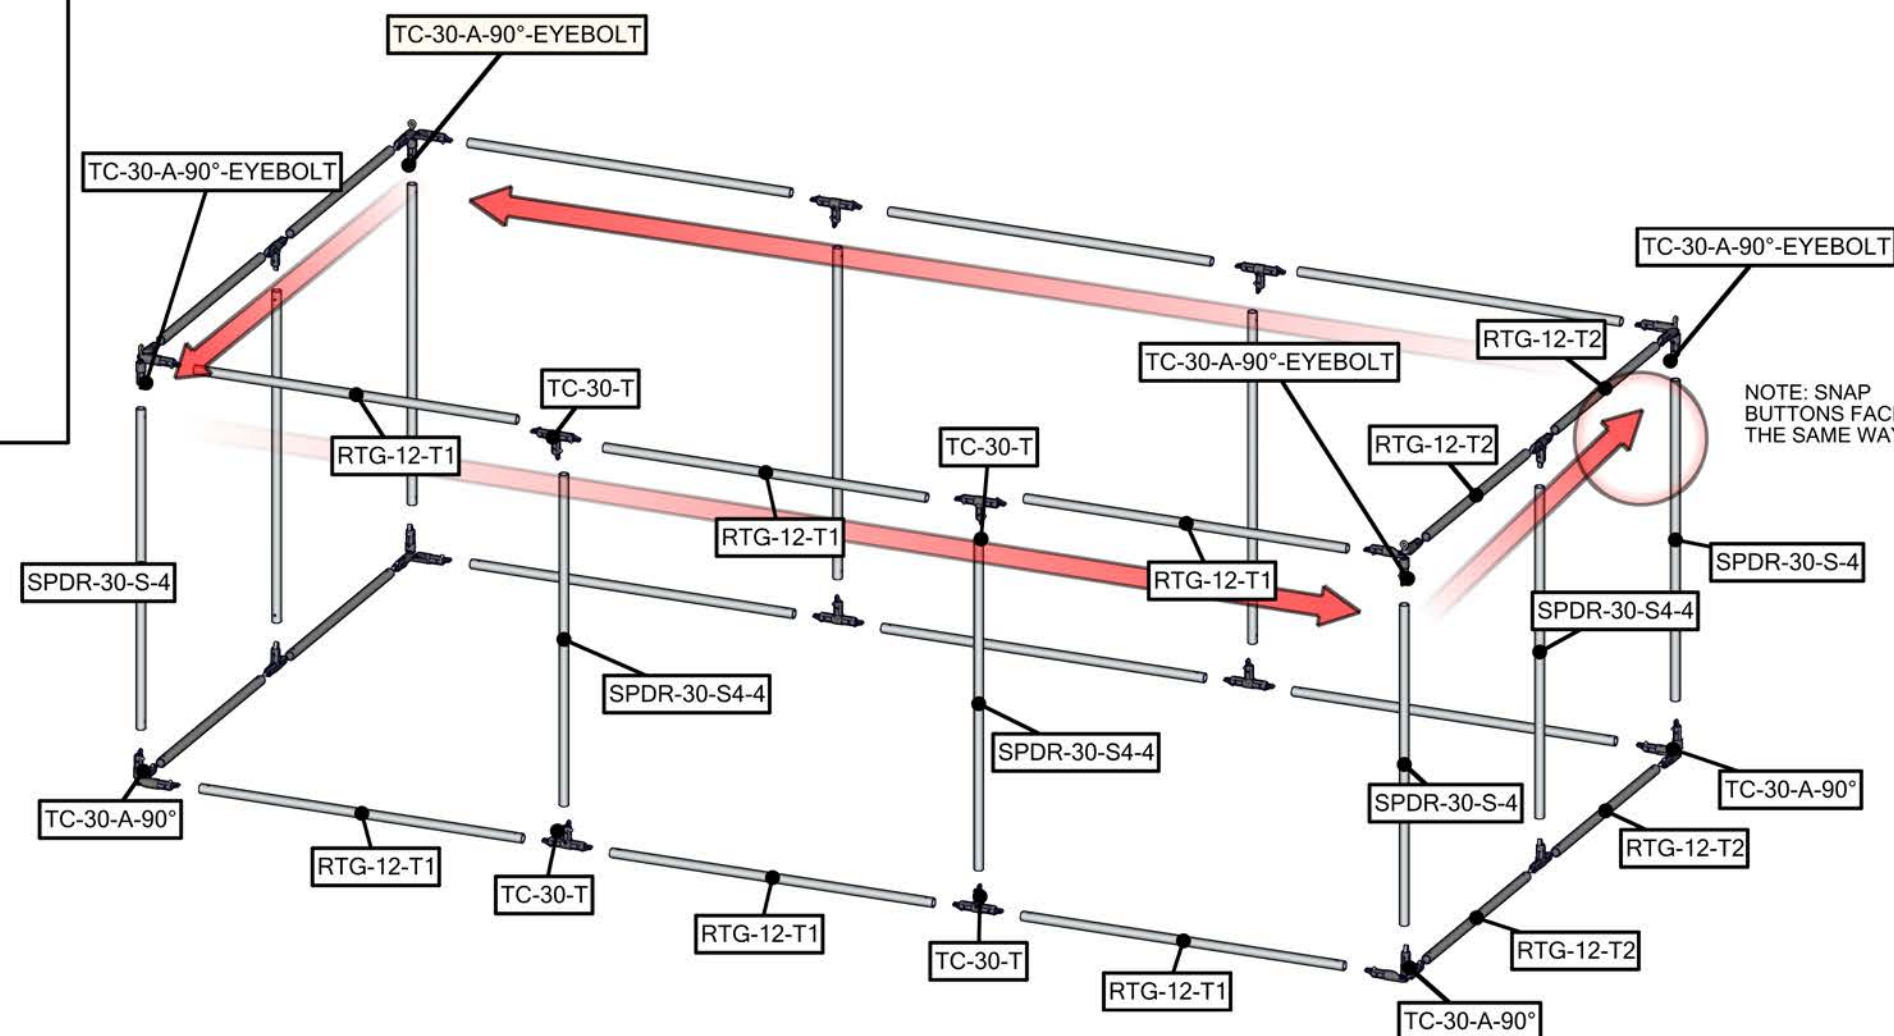 TC-30-A-90°-EYEBOLT
TC-30-A-90°-EYEBOLT
TC-30-A-90°-EYEBOLT
RTG-12-T2
TC-30-A-90°-EYEBOLT
NOTE: SNAP
BUTTONS FAC
THE SAME WAY
TC-30-T
RTG-12-T1
TC-30-T
RTG-12-T2
RTG-12-T1
RTG-12-T1
SPDR-30-S-4
SPDR-30-S-4
SPDR-30-S4-4
SPDR-30-S4-4
SPDR-30-S4-4
SPDR-30-S-4
TC-30-A-90°
TC-30-A-90°
RTG-12-T2
RTG-12-T1
TC-30-T
RTG-12-T1
TC-30-T
RTG-12-T2
RTG-12-T1
TC-30-A-90°